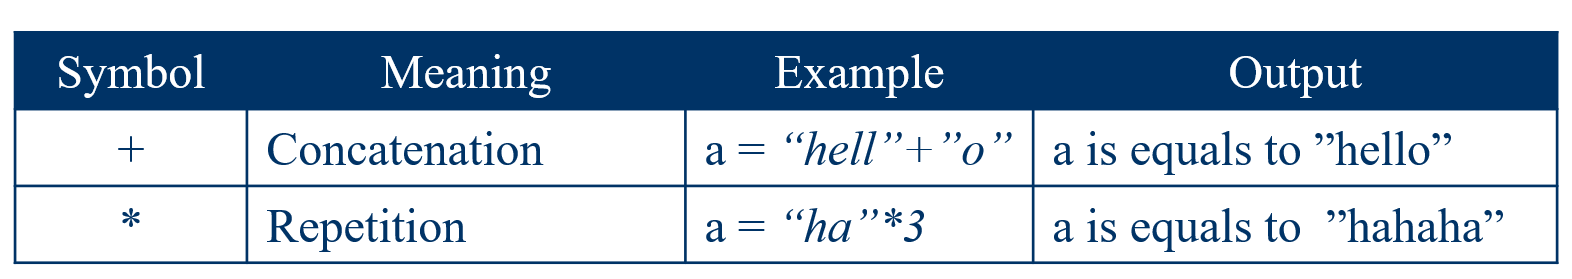 Symbol Meaning Example Output
+ Concatenation a = “hell”+”o” a is equals to ”hello”
* Repetition a = “ha”*3 a is equals to ”hahaha”